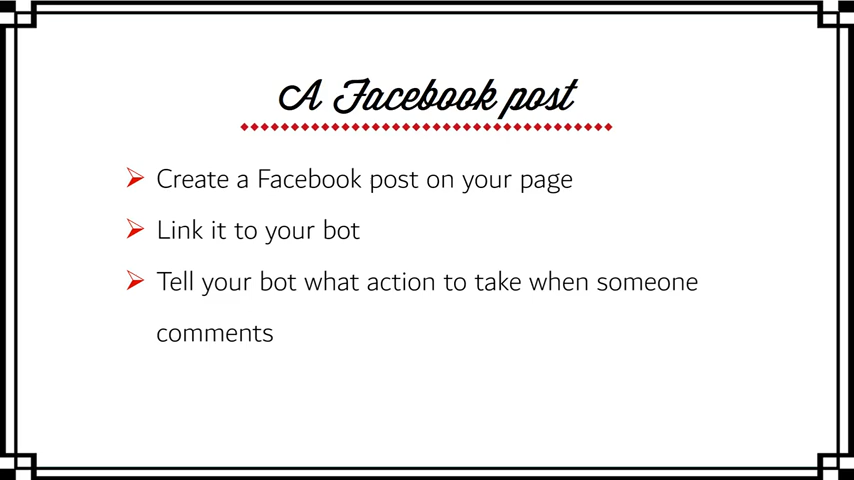 A Facebook post
Create a Facebook post on your page
Link it to your bot
Tell your bot what action to take when someone
comments